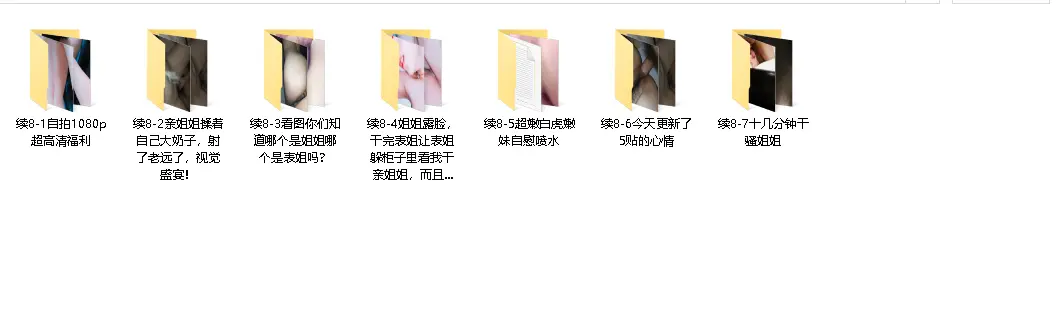 续8-1自拍1080p
超高清福利
续8-2亲姐姐揉着
自己大奶子，射
了老远了，视觉
盛宴！
续8-3看图你们知
道哪个是姐姐哪
个是表姐吗？
续8-4姐姐露脸，
干完表姐让表姐
躲柜子里看我干
亲姐姐，而且...
续8-5超嫩白虎嫩
妹自慰喷水
续8-6今天更新了
5贴的心情
续8-7十几分钟干
骚姐姐